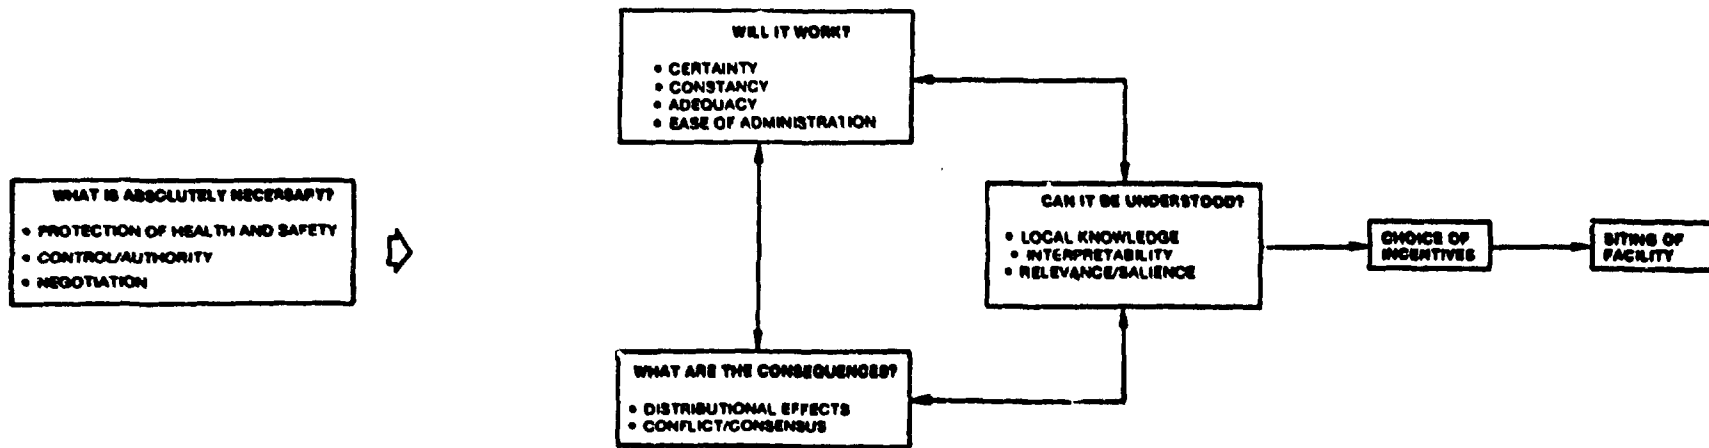 WHAT IS ABSOLUTELY NECESSARY?
• PROTECTION OF HEALTH AND SAFETY
• CONTROL/AUTHORITY
• NEGOTIATION
WILL IT WORK?
• CERTAINTY
• CONSTANCY
• ADEQUACY
• EASE OF ADMINISTRATION
WHAT ARE THE CONSEQUENCES?
• DISTRIBUTIONAL EFFECTS
• CONFLICT/CONSENSUS
CAN IT BE UNDERSTOOD?
• LOCAL KNOWLEDGE
INTERPRETABILITY
• RELEVANCE/SALIENCE
CHOICE OF
INCENTIVES
SITING OF
FACILITY